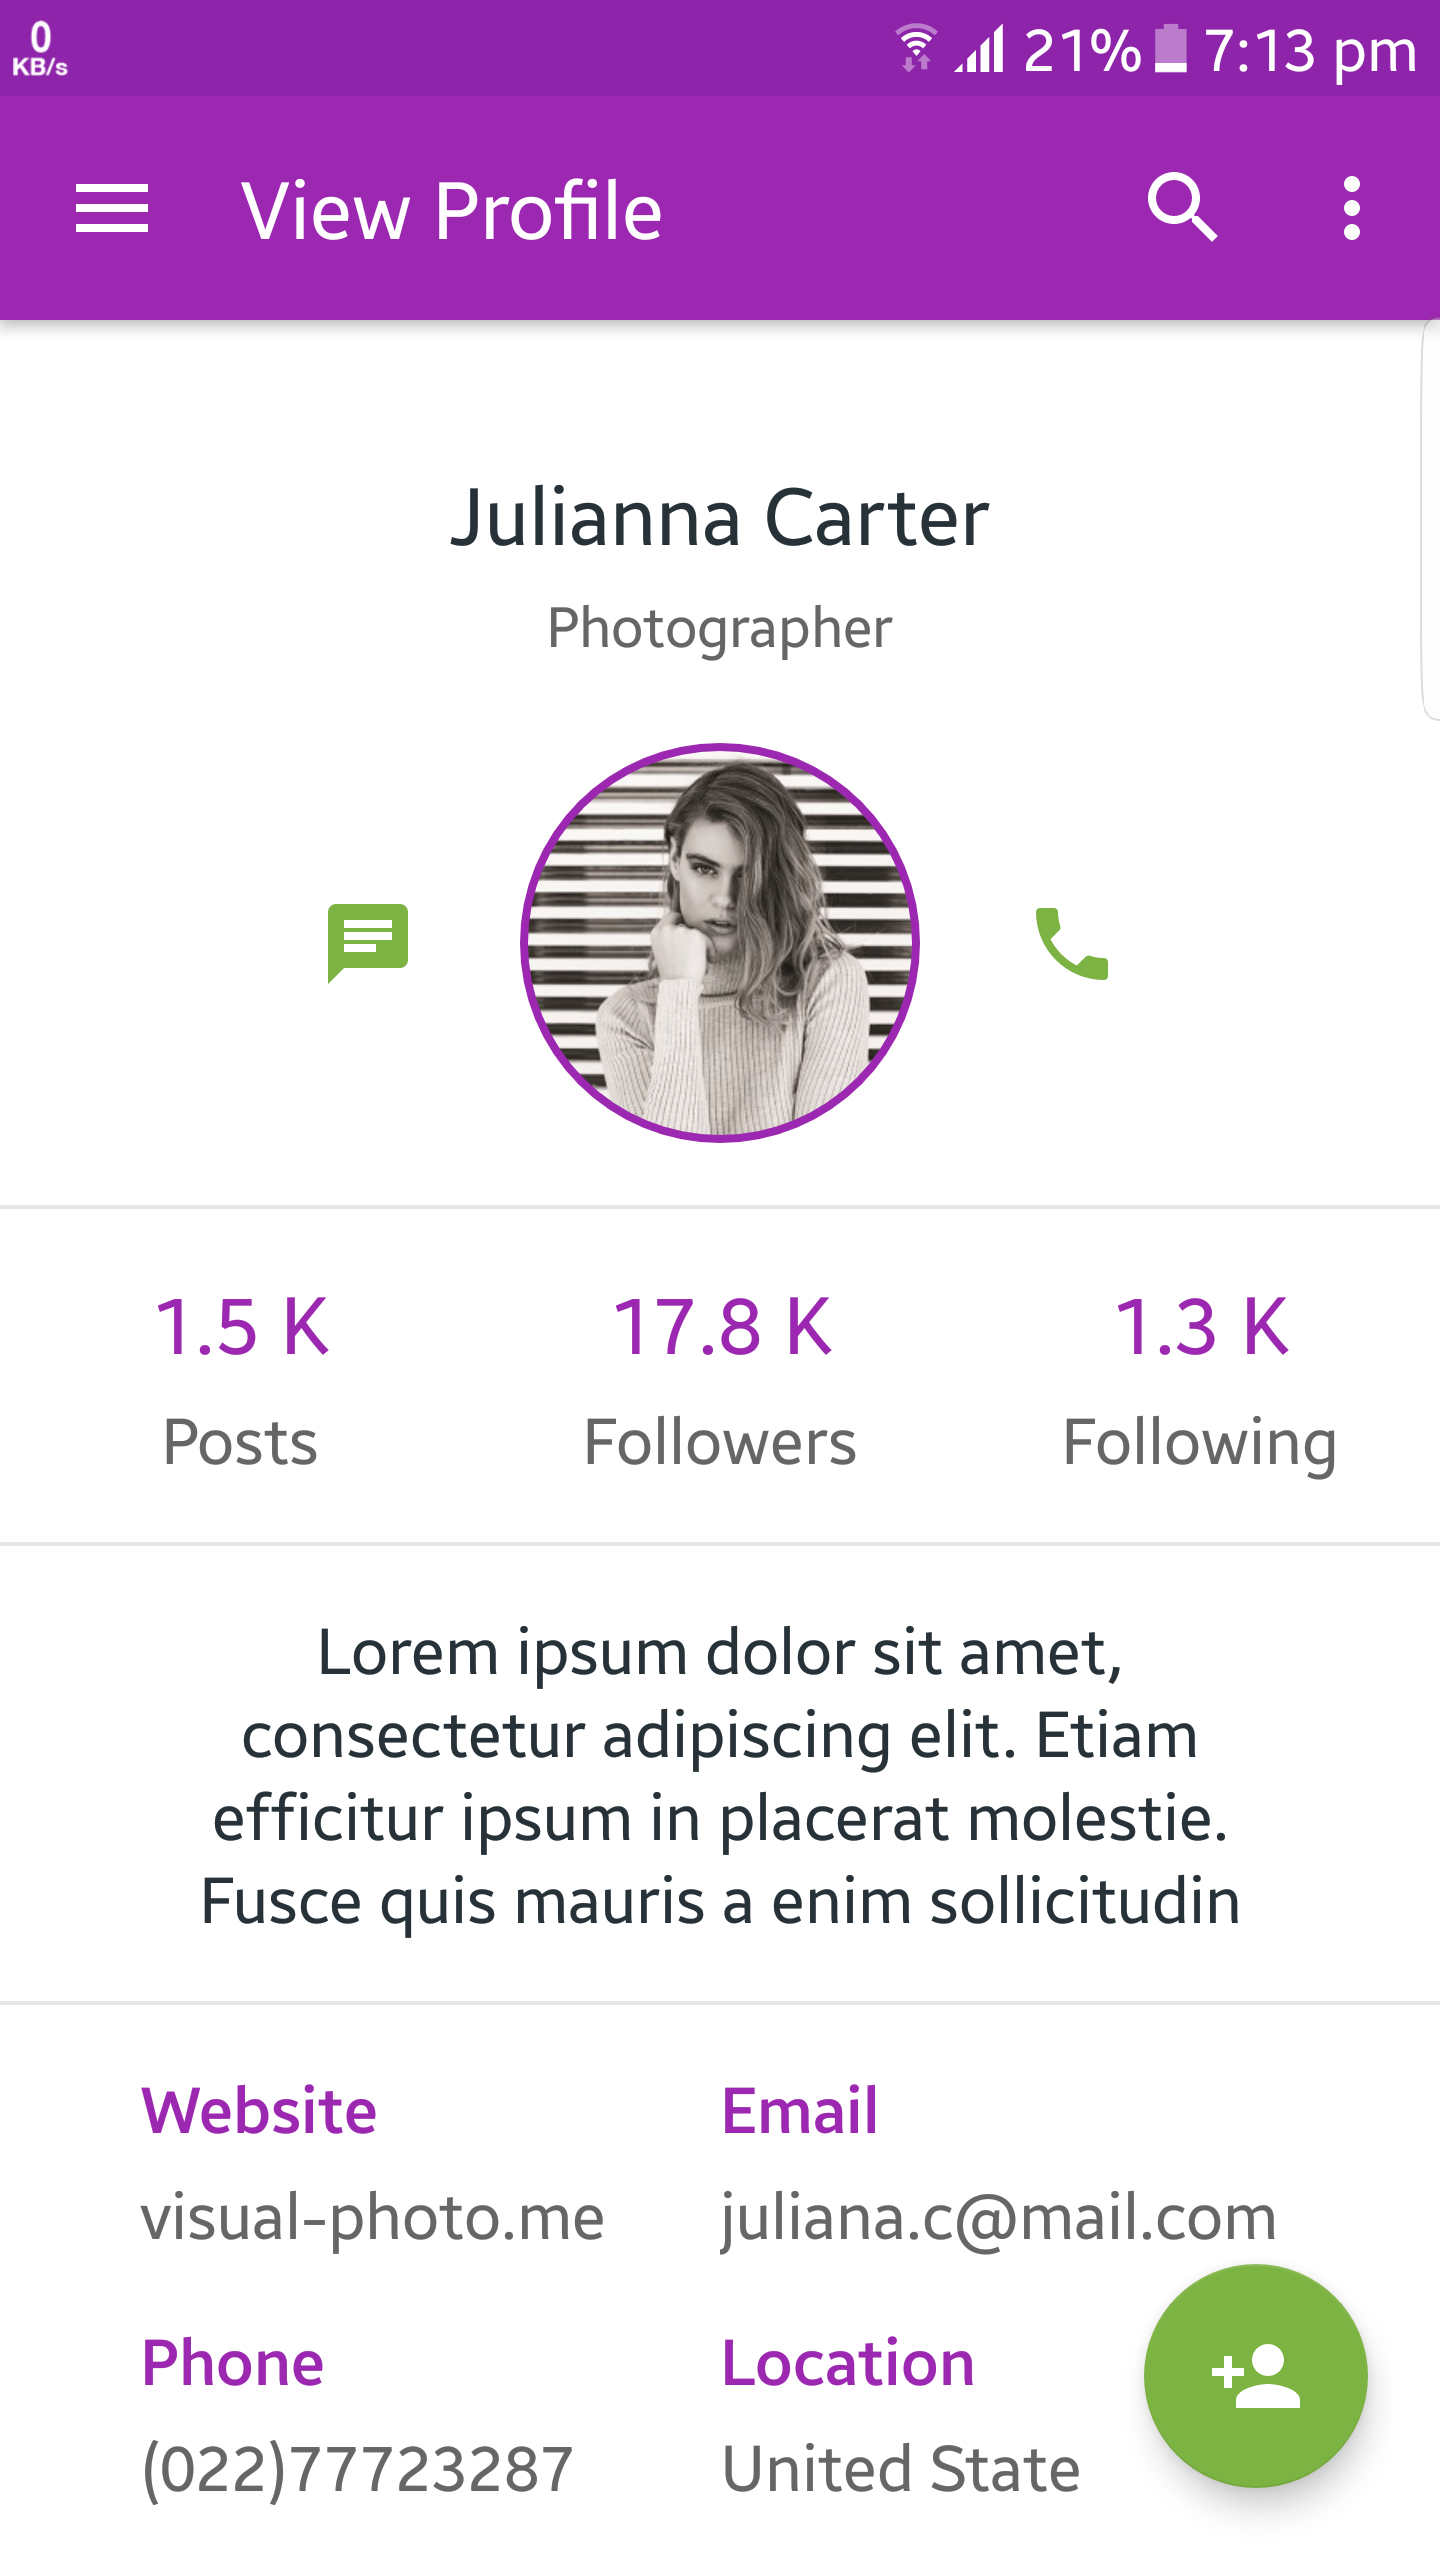 0
KB/s
21%
7:13 pm
View Profile
Julianna Carter
Photographer
1.5 K
17.8 K
1.3 K
Posts
Followers
Following
Lorem ipsum dolor sit amet,
consectetur adipiscing elit. Etiam
efficitur ipsum in placerat molestie.
Fusce quis mauris a enim sollicitudin
Website
Email
visual-photo.me
juliana.c@mail.com
Phone
Location
(022)77723287
United State